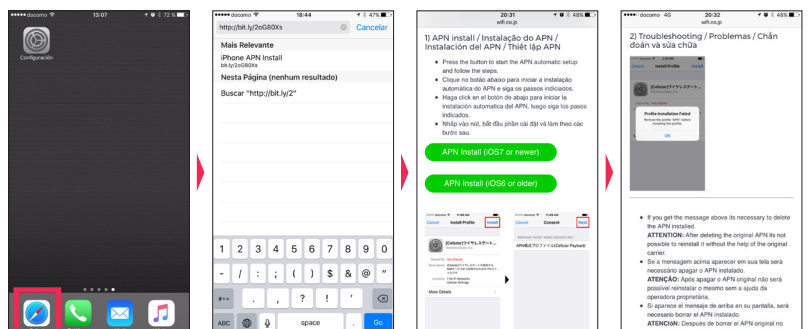 docomo 13:07 72 %
Configuración
docomo 18:44 47%
http://bit.ly/2oG80Xs Cancelar
Mais Relevante
iPhone APN Install
bit.ly/2oG80Xs
Nesta Página (nenhum resultado)
Buscar "http://bit.ly/2"
1 2 3 4 5 6 7 8 9 0
- / : ; ( ) $ & @ "
#+= . , ? ! '
ABC space . Go
20:31 48%
wifi.co.jp
1) APN install / Instalação do APN /
Instalación del APN / Thiêt lập APN
Press the button to start
the APN automatic setup
and follow the steps.
Clique no botão abaixo para iniciar a instalação
automática do APN e siga os passos indiciados.
Haga click en el botón de abajo para iniciar la
instalación automatica del APN, luego siga los pasos
indicados.
Nhấp vào nút, bắt đầu phần cài đặt và làm theo các
bước sau.
APN Install (iOS7 or newer)
APN Install (iOS6 or older)
Cancel Install Profile Install
Not Signed
More Details
Cancel Consent Next
docomo 4G 20:32 48%
wifi.co.jp
2) Troubleshooting / Problemas / Chẩn
đoán và sửa chữa
Cancel Install Profile Install
Profile Installation Failed
OK
If you get the message above its necessary to delete
the APN installed.
ATTENTION: After deleting the original APN its not
possible to reinstall it without the help of the original
carrier.
Se a mensagem acima aparecer em sua tela será
necessário apagar o APN instalado.
ATENÇÃO: Após apagar o APN original não será
possível reinstalar o mesmo sem a ajuda da
operadora proprietária.
Si aparece el mensaje de arriba en su pantalla, será
necesario borrar el APN instalado.
ATENCIóN: Después de borrar el APN original no